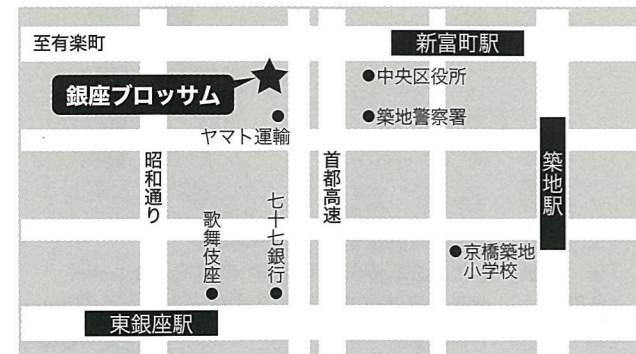 至有楽町
新富町駅
銀座ブロッサム
●中央区役所
●築地警察署
ヤマト運輸
昭和通り
首都高速
築地駅
歌舞伎座
七十七銀行
●京橋築地
小学校
東銀座駅